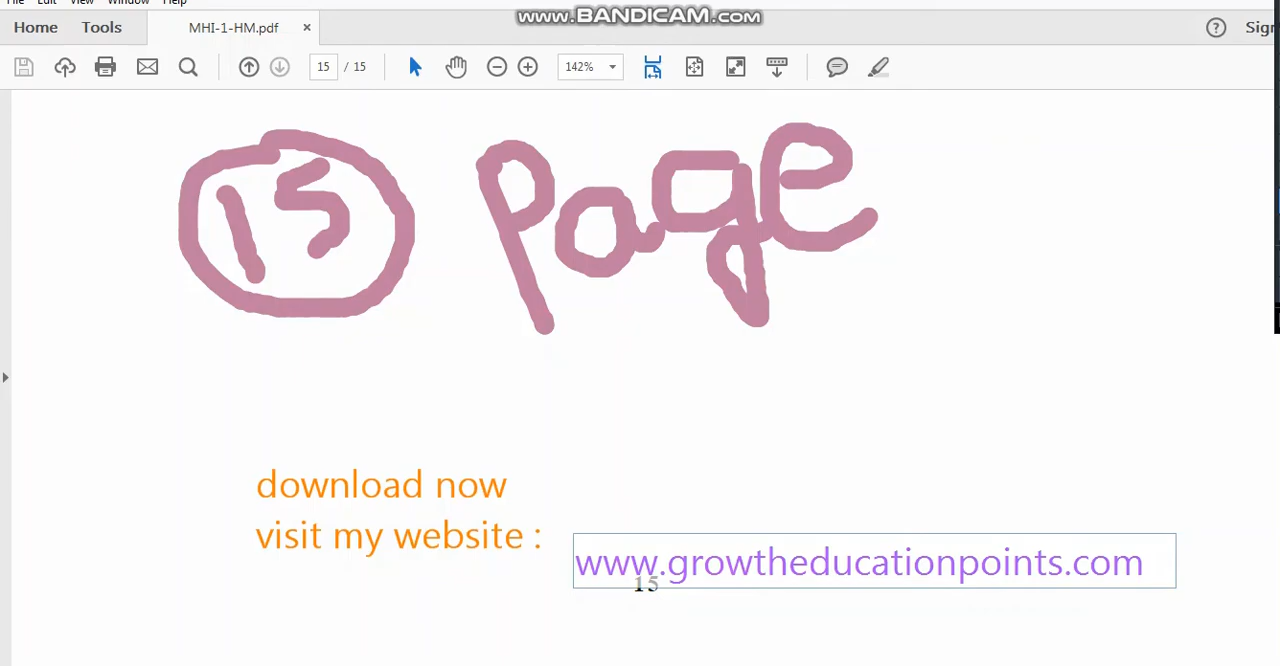 File Edit View Window Help
www.BANDICAM.com
Home Tools MHI-1-HM.pdf ×
15 / 15 142%
15 Page
download now
visit my website :
www.growtheducationpoints.com
15